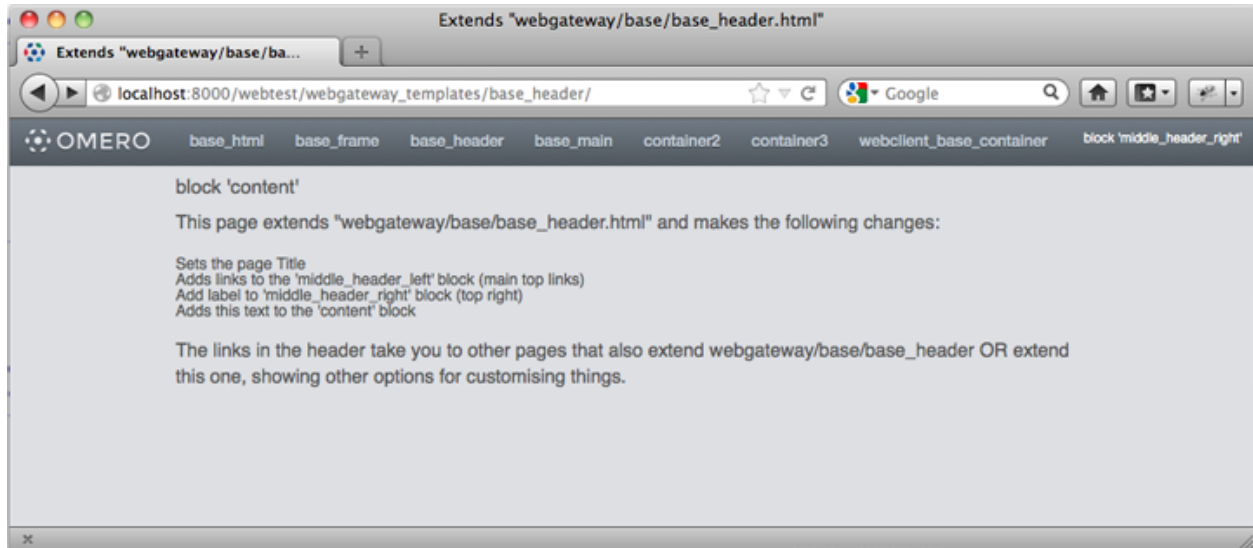 Extends "webgateway/base/base_header.html"
Extends "webgateway/base/ba...
localhost:8000/webtest/webgateway_templates/base_header/
Google
OMERO base_html base_frame base_header base_main container2 container3 webclient_base_container block 'middle_header_right'
block 'content'
This page extends "webgateway/base/base_header.html" and makes the following changes:
Sets the page Title
Adds links to the 'middle_header_left' block (main top links)
Add label to 'middle_header_right' block (top right)
Adds this text to the 'content' block
The links in the header take you to other pages that also extend webgateway/base/base_header OR extend
this one, showing other options for customising things.